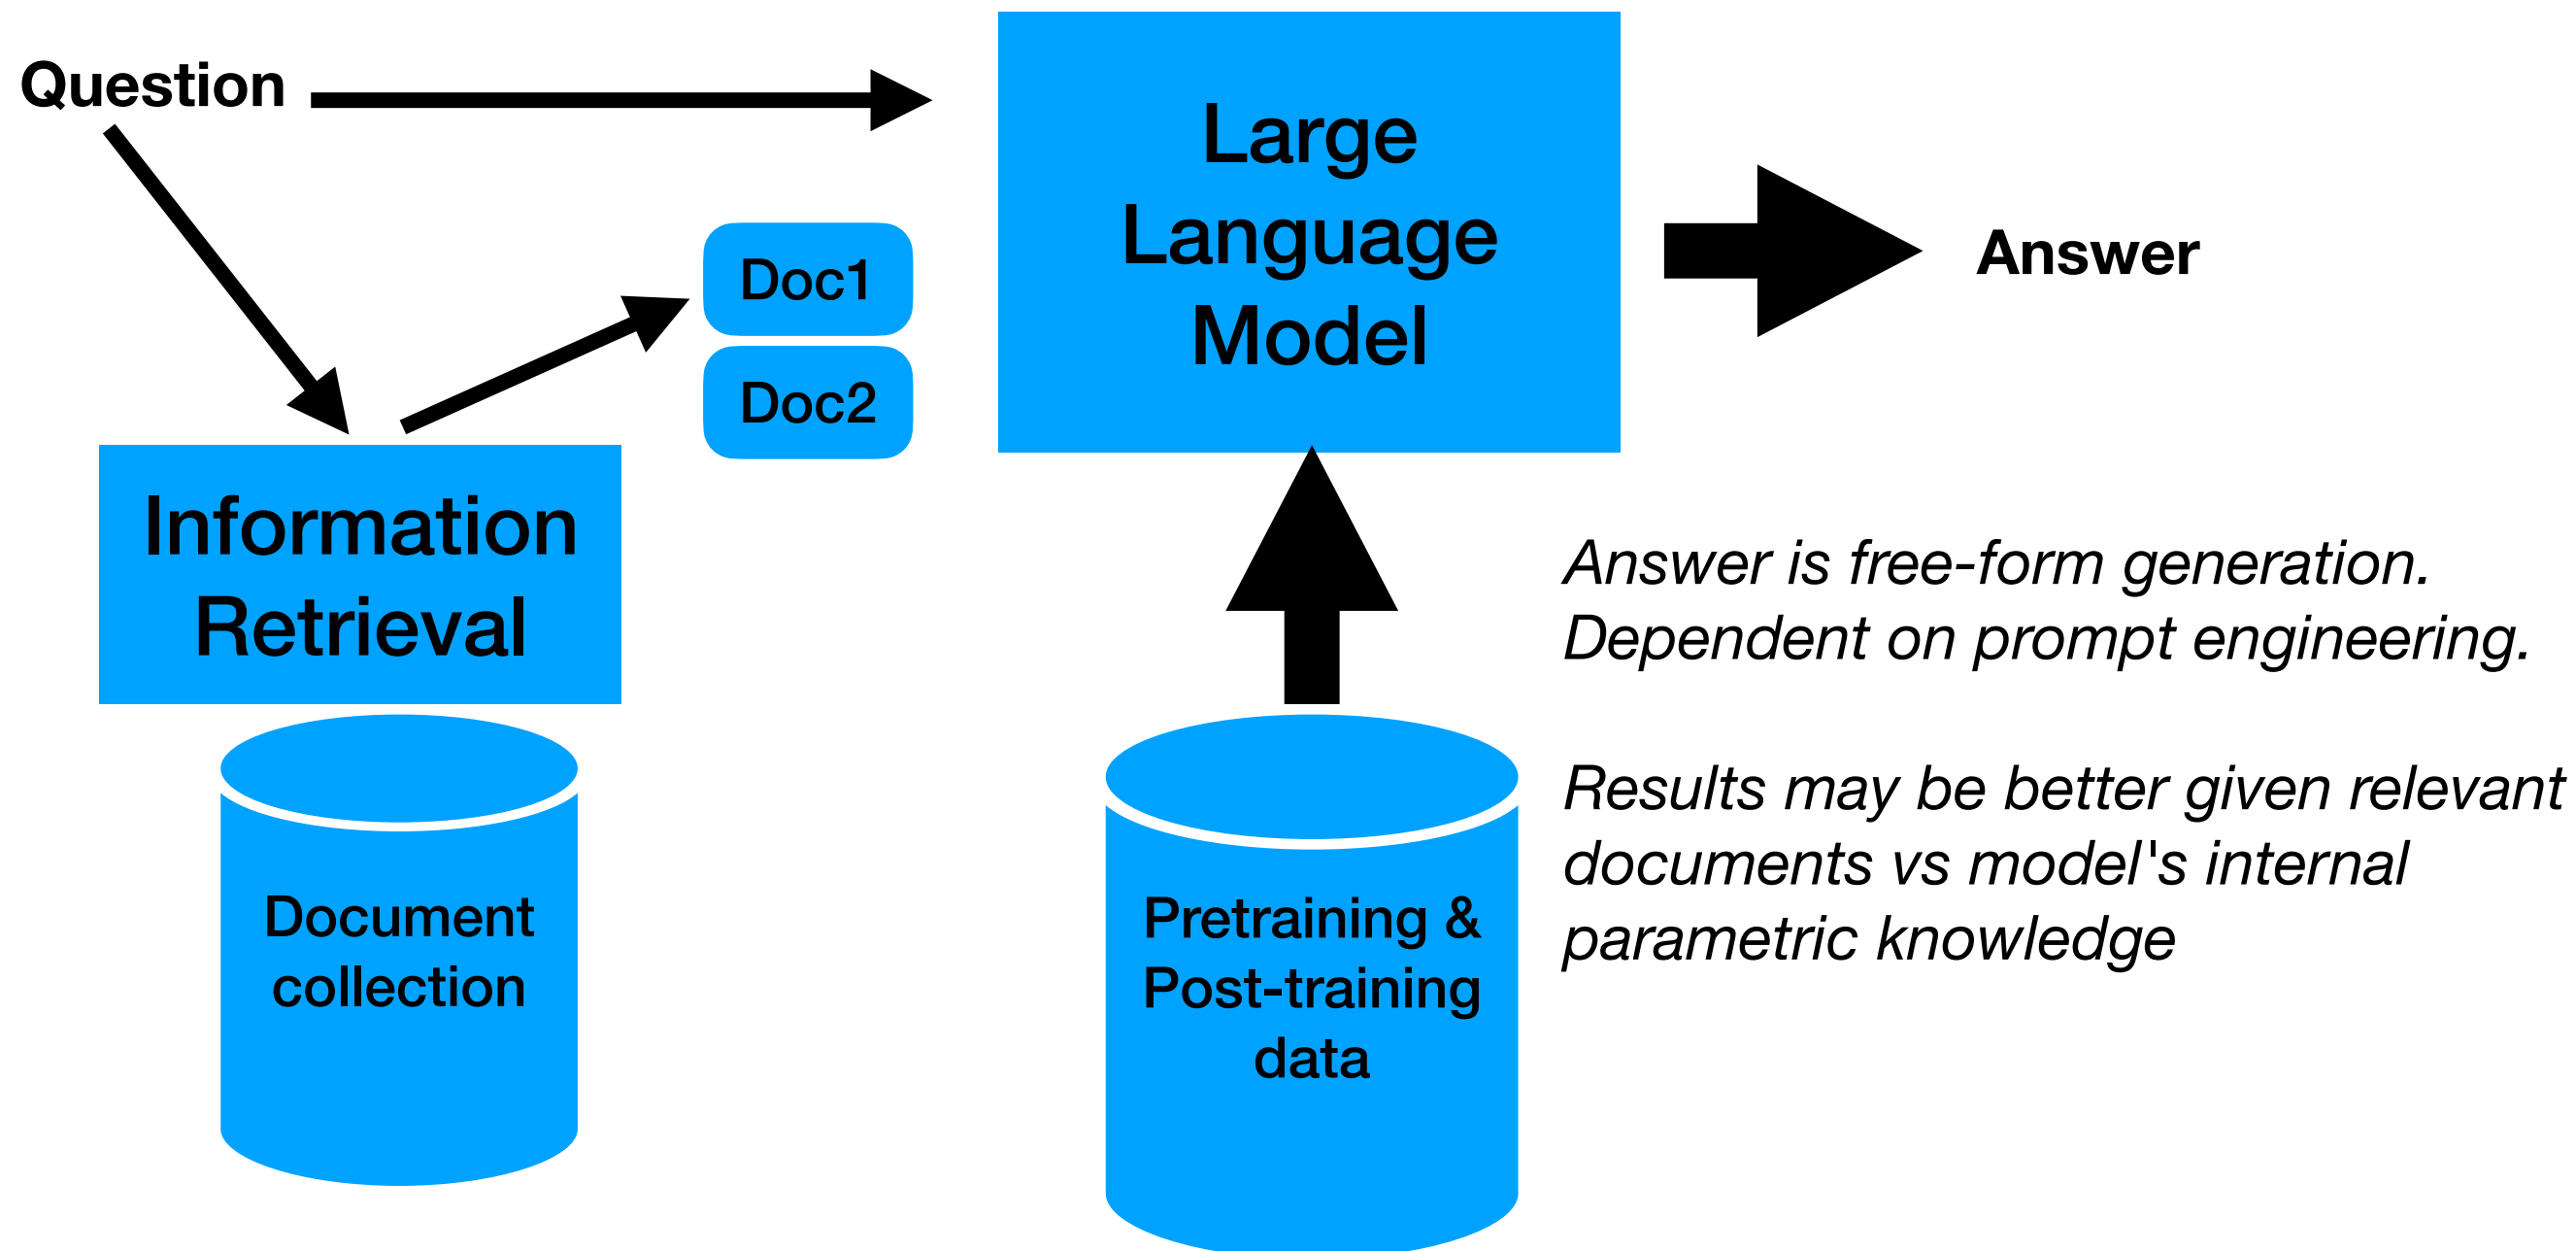 Question
Large
Language
Model
Answer
Doc1
Doc2
Information
Retrieval
Document
collection
Pretraining &
Post-training
data
Answer is free-form generation.
Dependent on prompt engineering.
Results may be better given relevant
documents vs model's internal
parametric knowledge